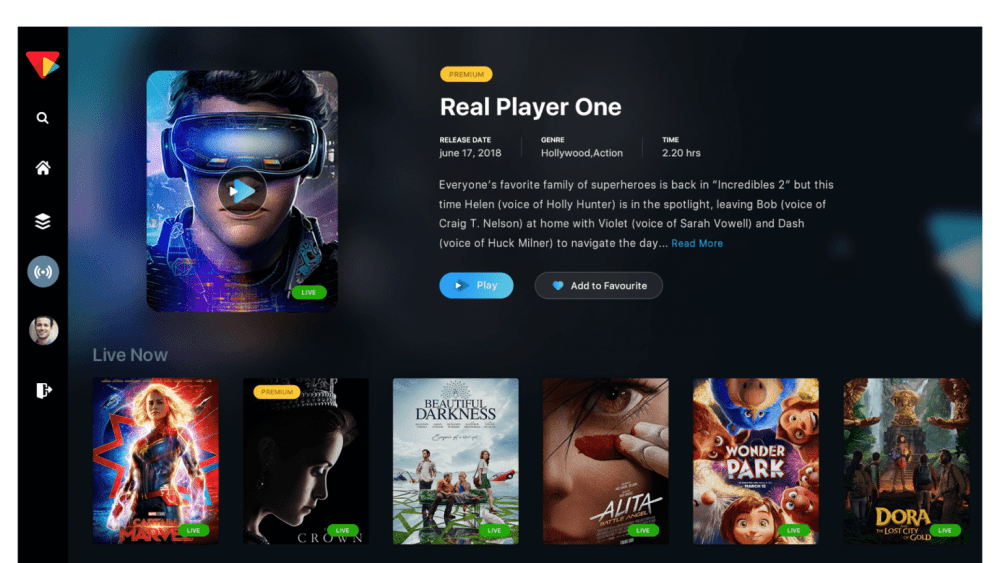 PREMIUM
Real Player One
RELEASE DATE
GENRE
TIME
june 17, 2018
Hollywood,Action
2.20 hrs
Everyone's favorite family of superheroes is back in "Incredibles 2" but this
time Helen (voice of Holly Hunter) is in the spotlight, leaving Bob (voice of
Craig T. Nelson) at home with Violet (voice of Sarah Vowell) and Dash
(voice of Huck Milner) to navigate the day... Read More
Play
Add to Favourite
LIVE
Live Now
MARVEL
LIVE
PREMIUM
CROWN
LIVE
BEAUTIFUL
DARKNESS
LIVE
ALITA
BATTLE ANGEL
LIVE
WONDER
PARK
MARCH 15
LIVE
DORA
THE LOST CITY
OF GOLD
LIVE